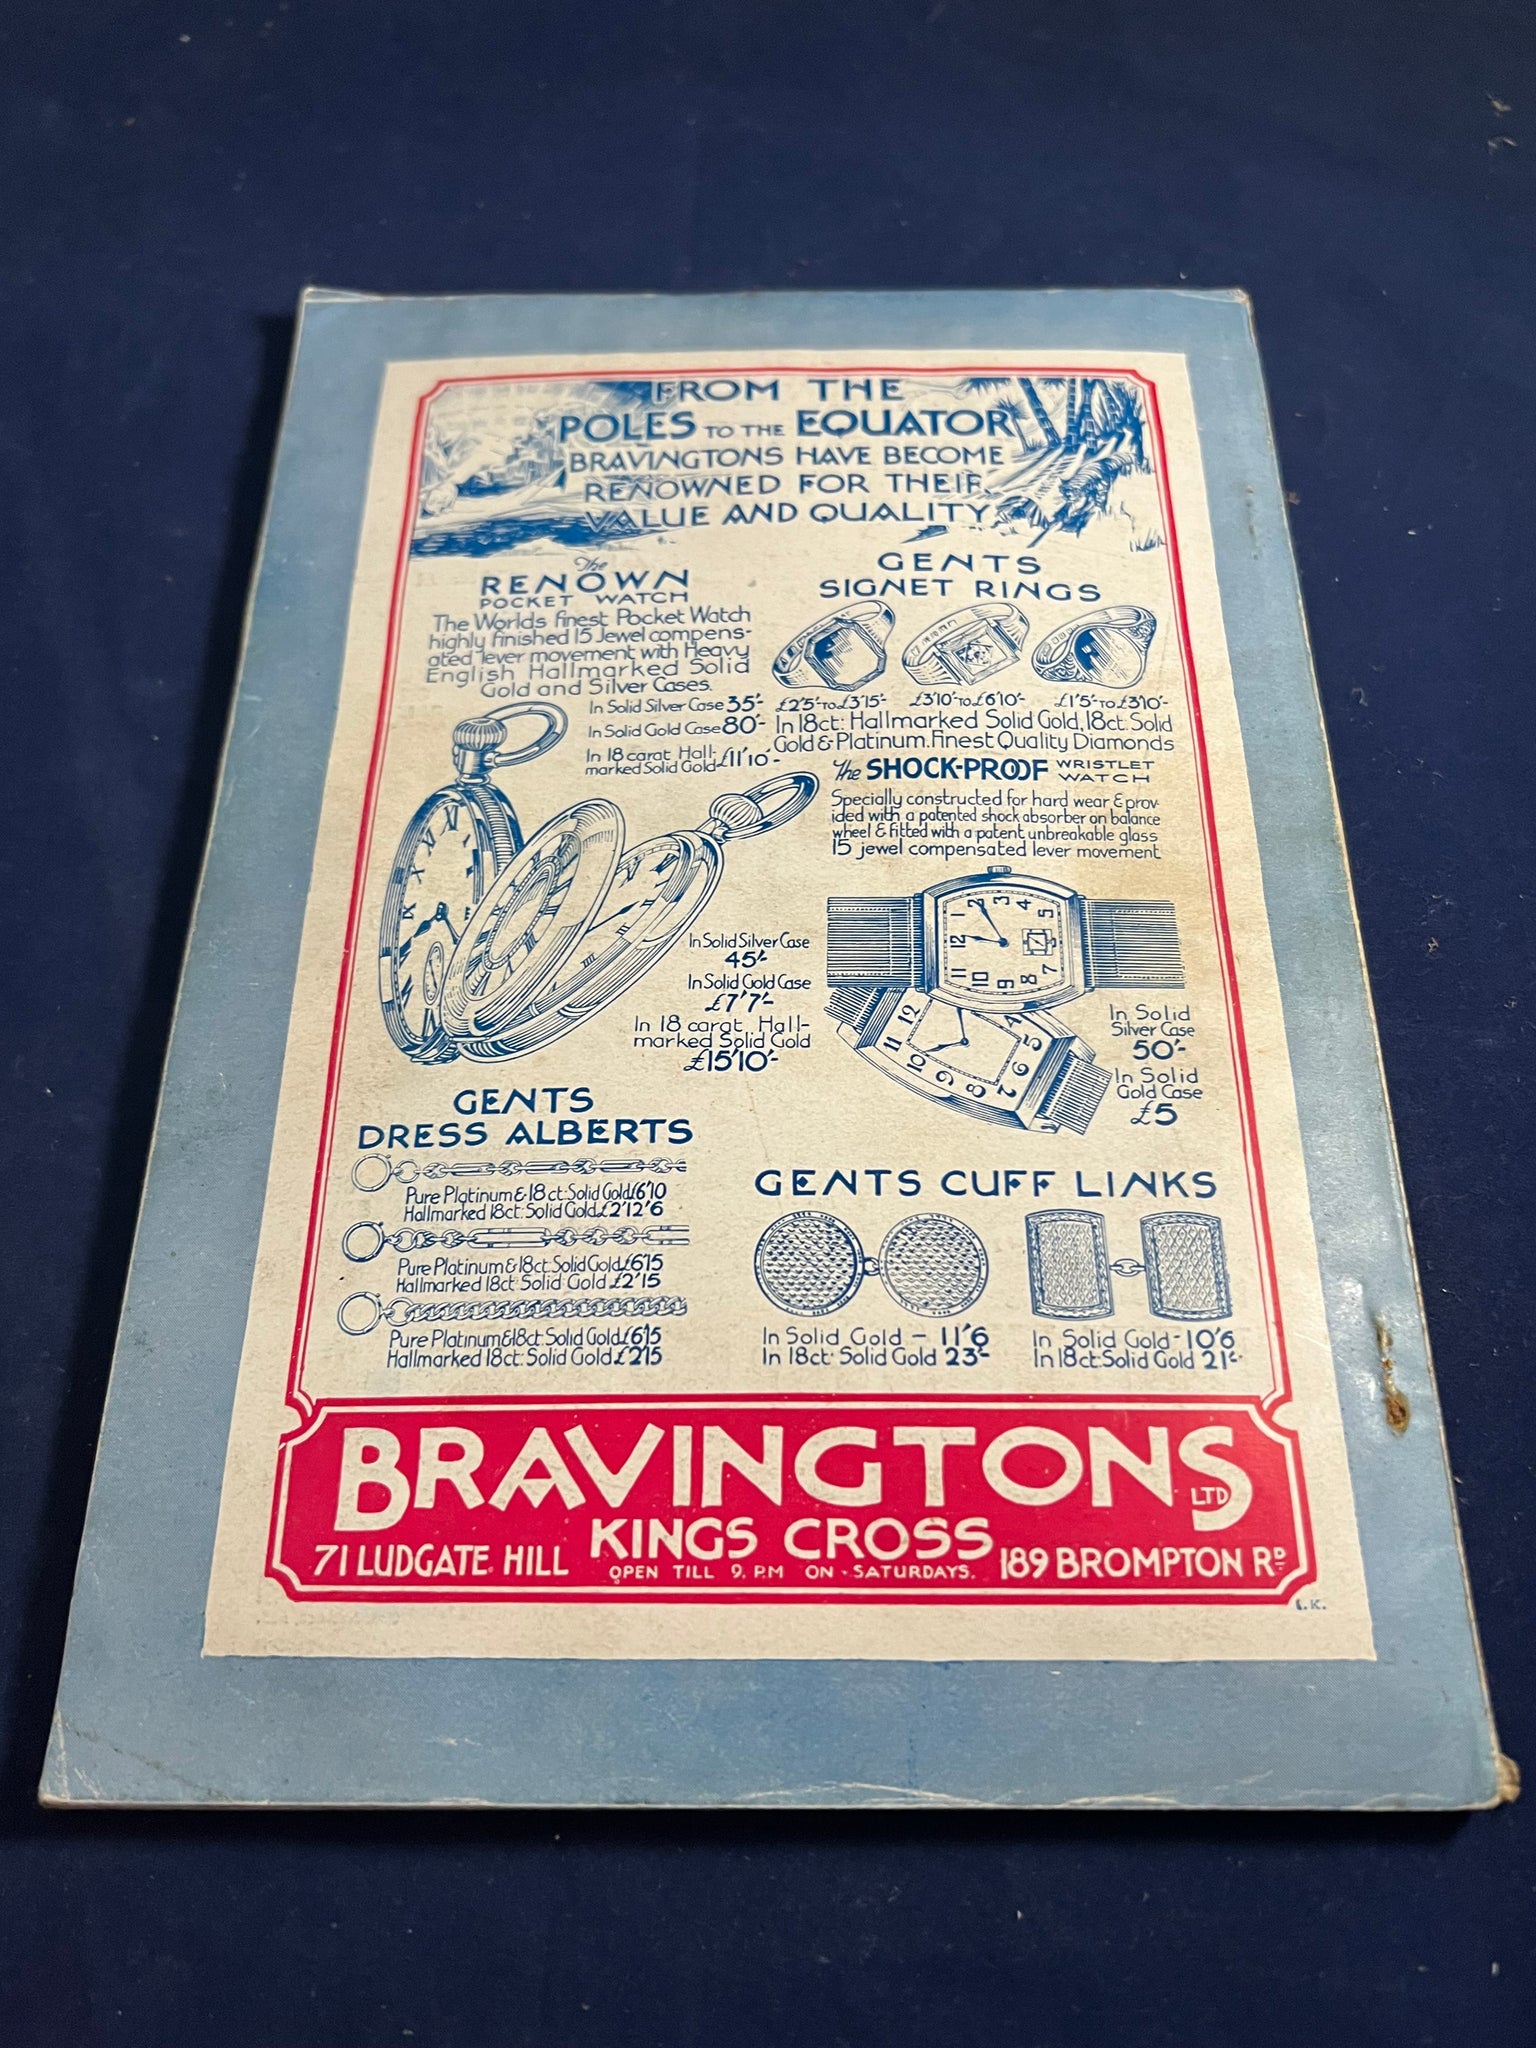 FROM THE
POLES TO THE EQUATOR
BRAVINGTONS HAVE BECOME
RENOWNED FOR THEIR
VALUE AND QUALITY
The
RENOWN
POCKET WATCH
The Worlds finest Pocket Watch
highly finished 15 Jewel compens-
ated lever movement with Heavy
English Hallmarked Solid
Gold and Silver Cases.
In Solid Silver Case 35'-
In Solid Gold Case 80'-
In 18 carat Hall-
marked Solid Gold £11'10'-
GENTS
SIGNET RINGS
£2'5'- TO £3'15'- £3'10'- TO £6'10'- £1'5'- TO £3'10'-
In 18ct: Hallmarked Solid Gold, 18ct. Solid
Gold & Platinum. Finest Quality Diamonds
The SHOCK-PROOF WRISTLET
WATCH
Specially constructed for hard wear & prov-
ided with a patented shock absorber on balance
wheel & fitted with a patent unbreakable glass
15 jewel compensated lever movement
In Solid Silver Case
45'-
In Solid Gold Case
£7'7'-
In 18 carat Hall-
marked Solid Gold
£15'10'-
In Solid
Silver Case
50'-
In Solid
Gold Case
£5
GENTS
DRESS ALBERTS
Pure Platinum & 18ct: Solid Gold £6'10
Hallmarked 18ct: Solid Gold £2'12'6
Pure Platinum & 18ct. Solid Gold £6'15
Hallmarked 18ct: Solid Gold £2'15
Pure Platinum & 18ct: Solid Gold £6'15
Hallmarked 18ct: Solid Gold £2'15
GENTS CUFF LINKS
In Solid Gold – 11'6
In 18ct: Solid Gold 23'-
In Solid Gold - 10'6
In 18ct: Solid Gold 21'-
BRAVINGTONS LTD
KINGS CROSS
71 LUDGATE HILL
OPEN TILL 9. P.M ON SATURDAYS.
189 BROMPTON RD